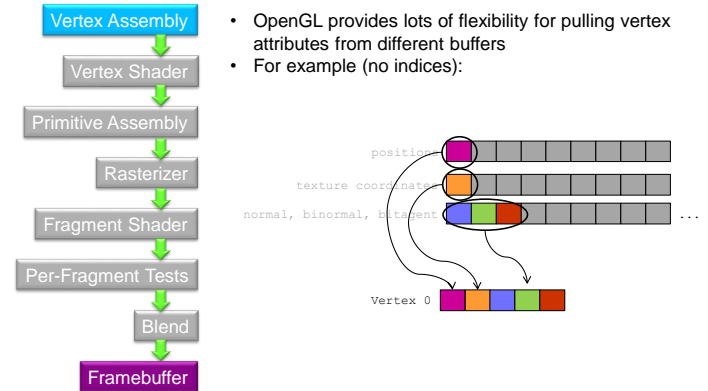 Vertex Assembly
Vertex Shader
Primitive Assembly
Rasterizer
Fragment Shader
Per-Fragment Tests
Blend
Framebuffer
• OpenGL provides lots of flexibility for pulling vertex
attributes from different buffers
• For example (no indices):
positions
texture coordinates
normal, binormal, bitagent
...
Vertex 0